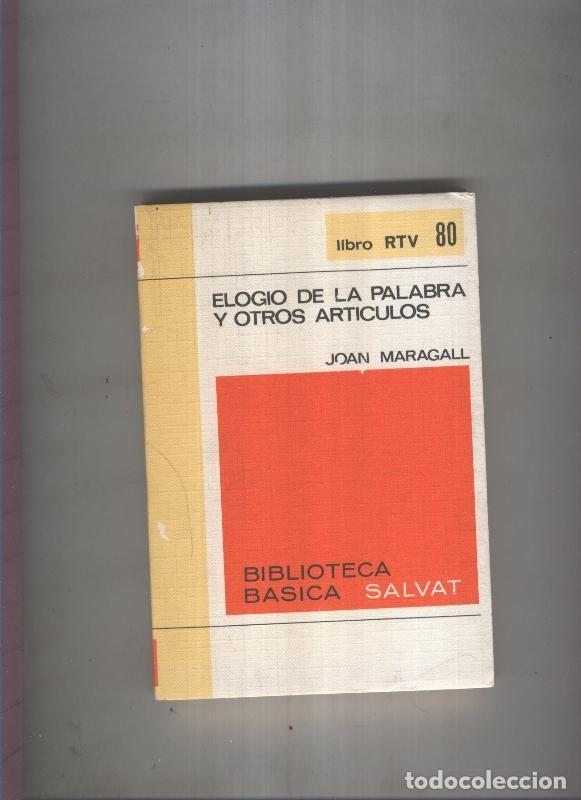 libro RTV 80
ELOGIO DE LA PALABRA
Y OTROS ARTICULOS
JOAN MARAGALL
BIBLIOTECA
BASICA SALVAT
todocoleccion